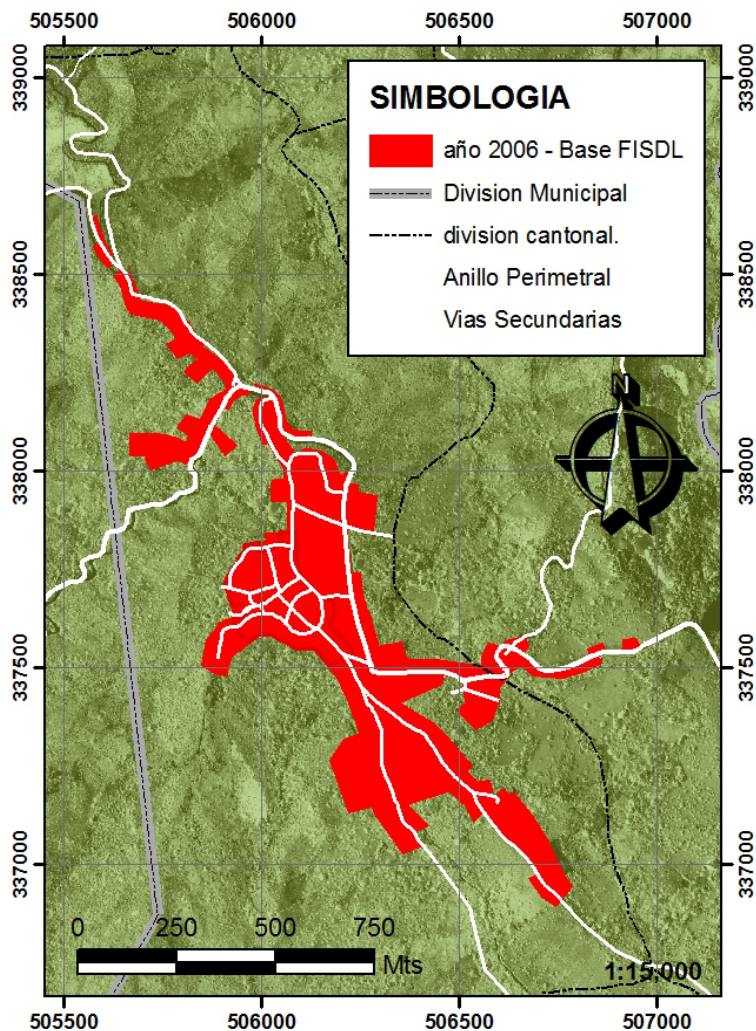 505500 506000 506500 507000
339000 339000
SIMBOLOGIA
año 2006 - Base FISDL
Division Municipal
division cantonal.
Anillo Perimetral
Vias Secundarias
338500 338500
N
338000 338000
337500 337500
337000 337000
0 250 500 750
Mts
1:15,000
505500 506000 506500 507000